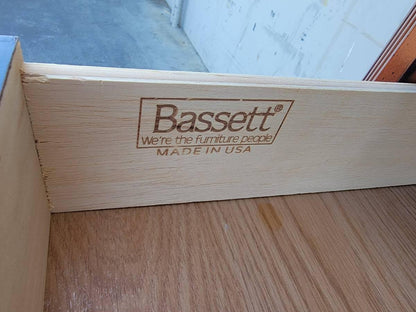 Bassett®
We're the furniture people
MADE IN USA